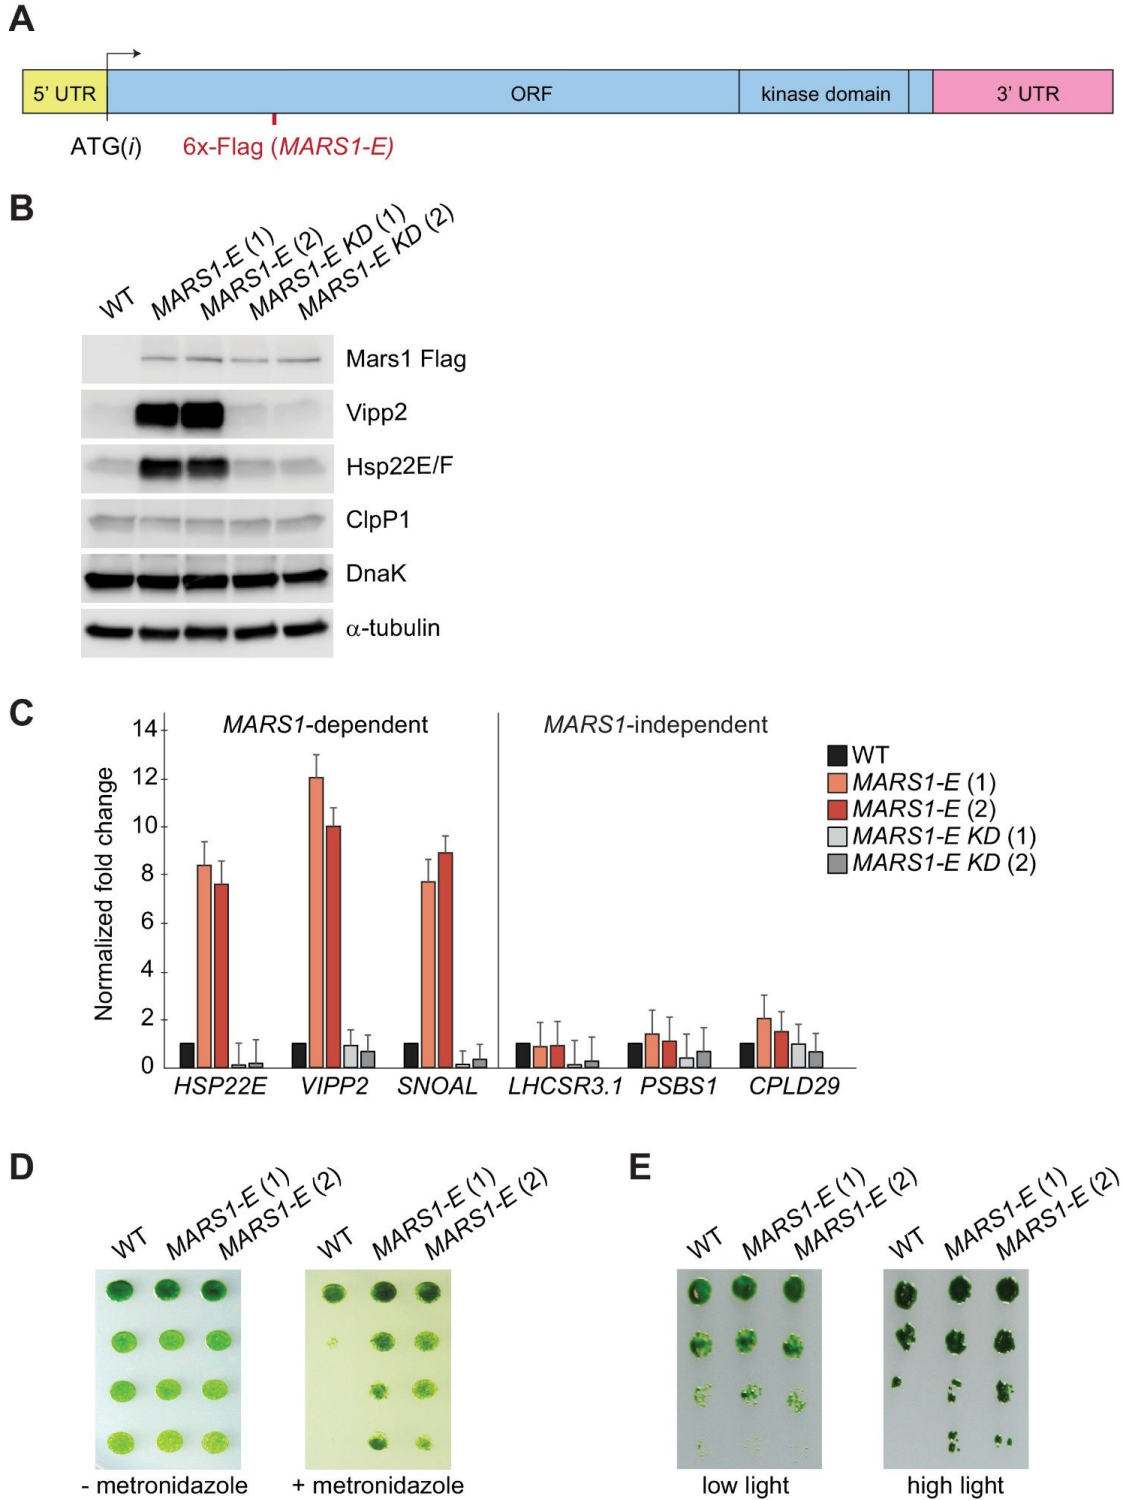 A
5' UTR
ORF
kinase domain
3' UTR
ATG(i)
6x-Flag (MARS1-E)
B
WT
MARS1-E (1)
MARS1-E (2)
MARS1-E KD (1)
MARS1-E KD (2)
Mars1 Flag
Vipp2
Hsp22E/F
ClpP1
DnaK
α-tubulin
C
Normalized fold change
14
12
10
8
6
4
2
0
MARS1-dependent
MARS1-independent
WT
MARS1-E (1)
MARS1-E (2)
MARS1-E KD (1)
MARS1-E KD (2)
HSP22E
VIPP2
SNOAL
LHCSR3.1
PSBS1
CPLD29
D
WT
MARS1-E (1)
MARS1-E (2)
WT
MARS1-E (1)
MARS1-E (2)
- metronidazole
+ metronidazole
E
WT
MARS1-E (1)
MARS1-E (2)
WT
MARS1-E (1)
MARS1-E (2)
low light
high light